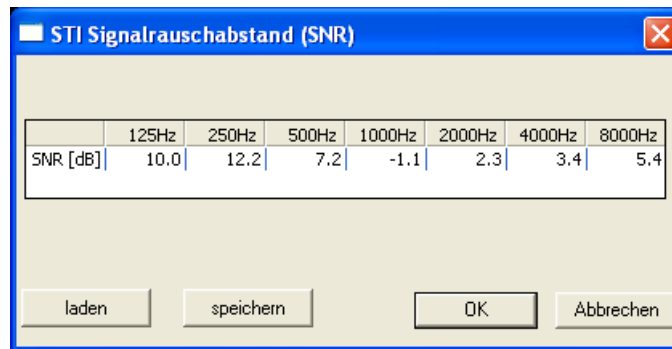 STI Signalrauschabstand (SNR)
125Hz 250Hz 500Hz 1000Hz 2000Hz 4000Hz 8000Hz
SNR [dB] 10.0 12.2 7.2 -1.1 2.3 3.4 5.4
laden speichern OK Abbrechen